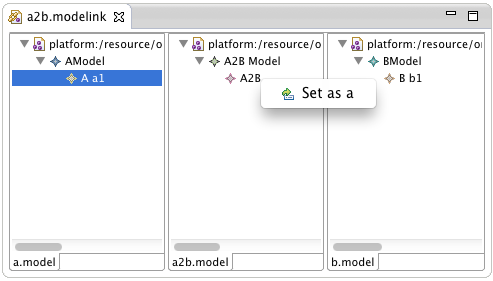 a2b.modelink
platform:/resource/o
AModel
A a1
a.model
platform:/resource/o
A2B Model
A2B
Set as a
a2b.model
platform:/resource/o
BModel
B b1
b.model